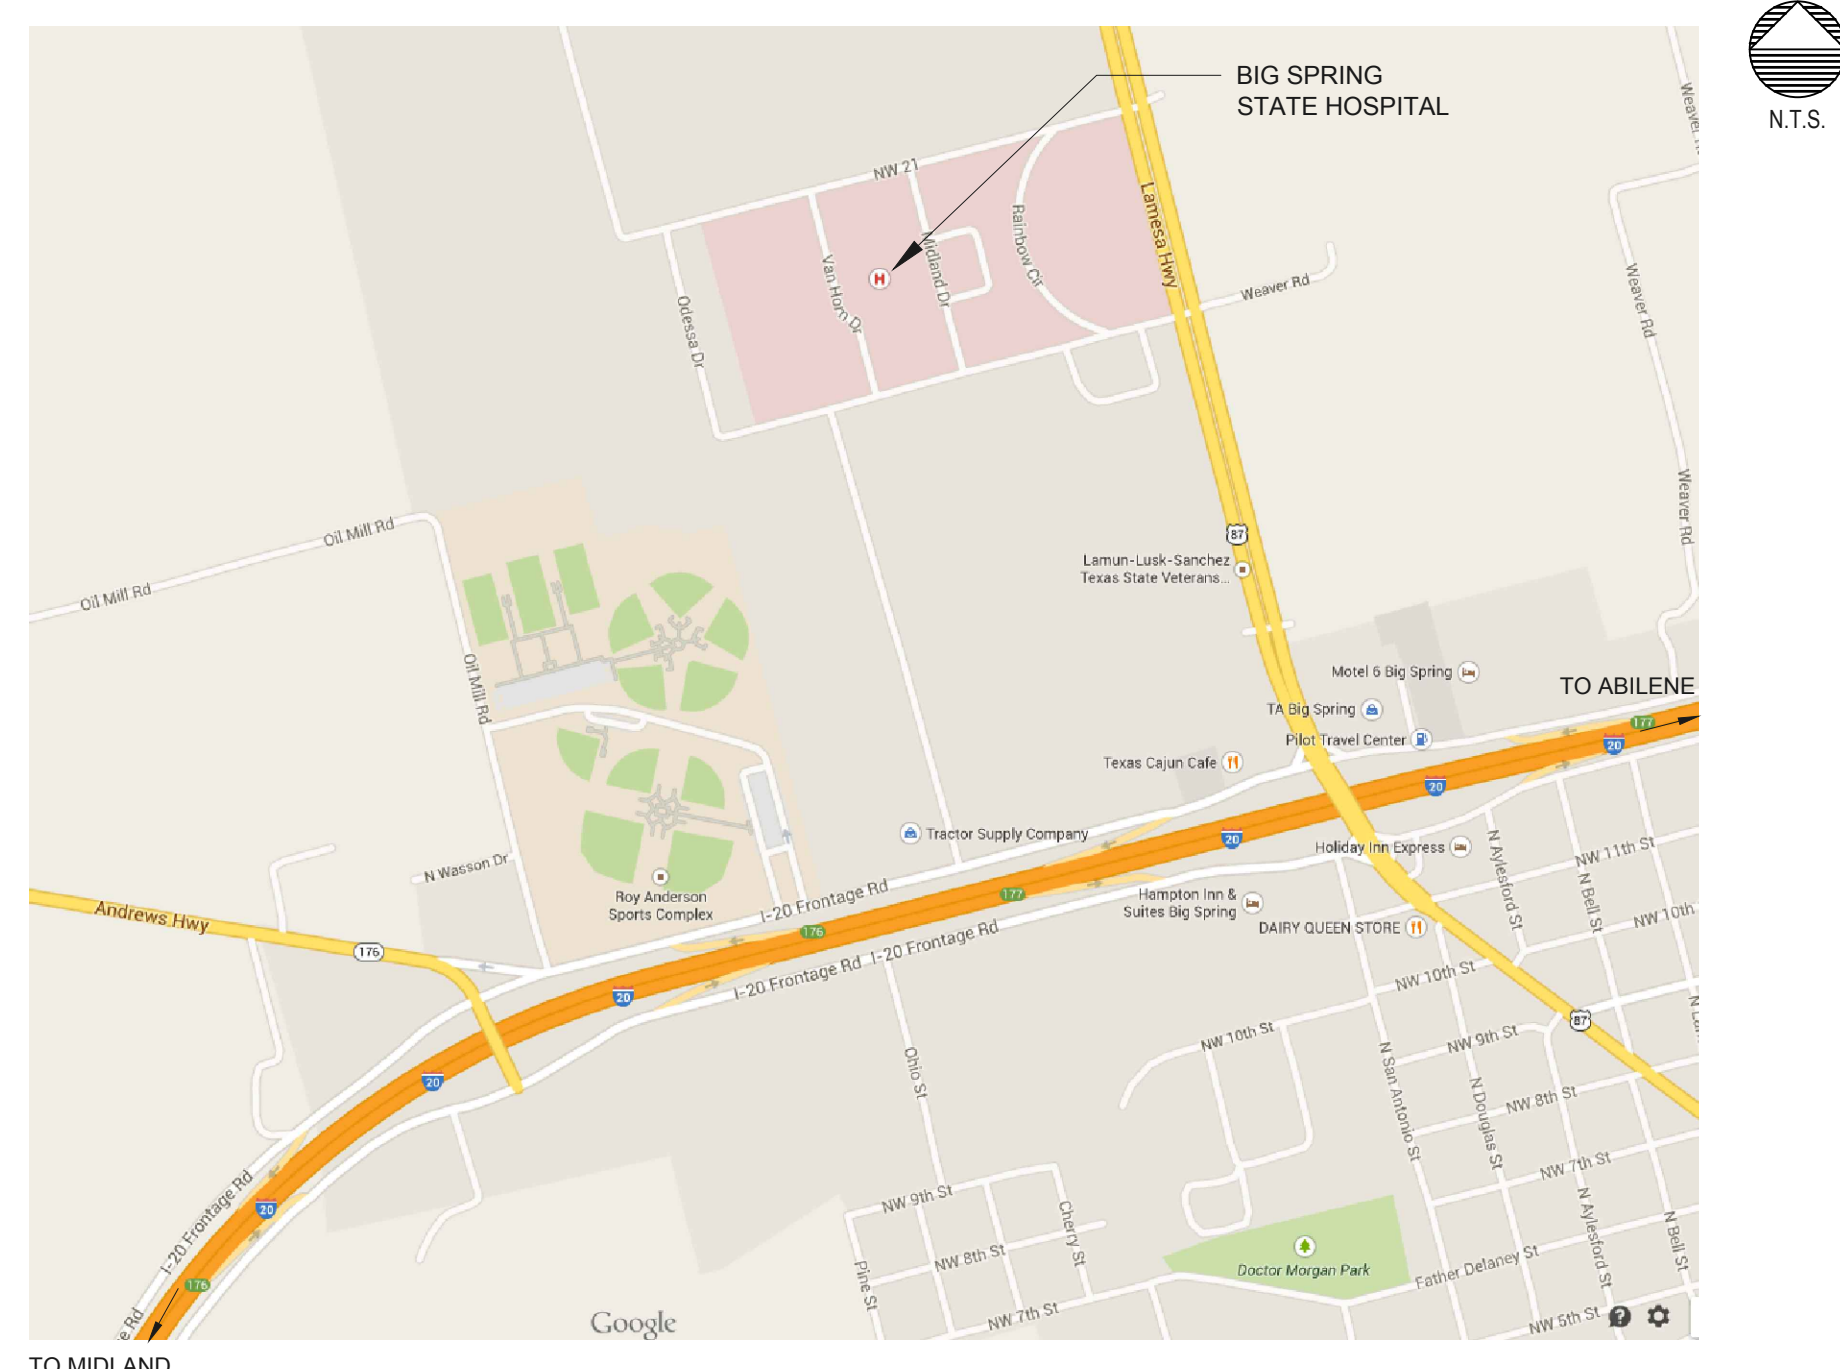 BIG SPRING
STATE HOSPITAL
N.T.S.
Weaver
NW 21
Lamesa Hwy
Rainbow Cir
Midland Dr
Van Horn Dr
Odessa Dr
H
Weaver Rd
Weaver Rd
Weaver Rd
87
Oil Mill Rd
Oil Mill Rd
Oil Mill Rd
Lamun-Lusk-Sanchez
Texas State Veterans...
Motel 6 Big Spring
TO ABILENE
TA Big Spring
177
20
Pilot Travel Center
Texas Cajun Cafe
20
Tractor Supply Company
20
Holiday Inn Express
N Aylesford St
NW 11th St
N Wasson Dr
Roy Anderson
Sports Complex
I-20 Frontage Rd
177
Hampton Inn &
Suites Big Spring
N Bell St
NW 10th
DAIRY QUEEN STORE
Andrews Hwy
176
176
I-20 Frontage Rd
I-20 Frontage Rd
NW 10th St
20
87
NW 10th St
NW 9th St
20
Ohio St
N San Antonio St
N Douglas St
NW 8th St
NW 7th St
I-20 Frontage Rd
20
NW 9th St
Cherry St
N Aylesford St
N Bell St
NW 8th St
Doctor Morgan Park
Father Delaney St
Pine St
176
NW 7th St
Google
e Rd
TO MIDLAND